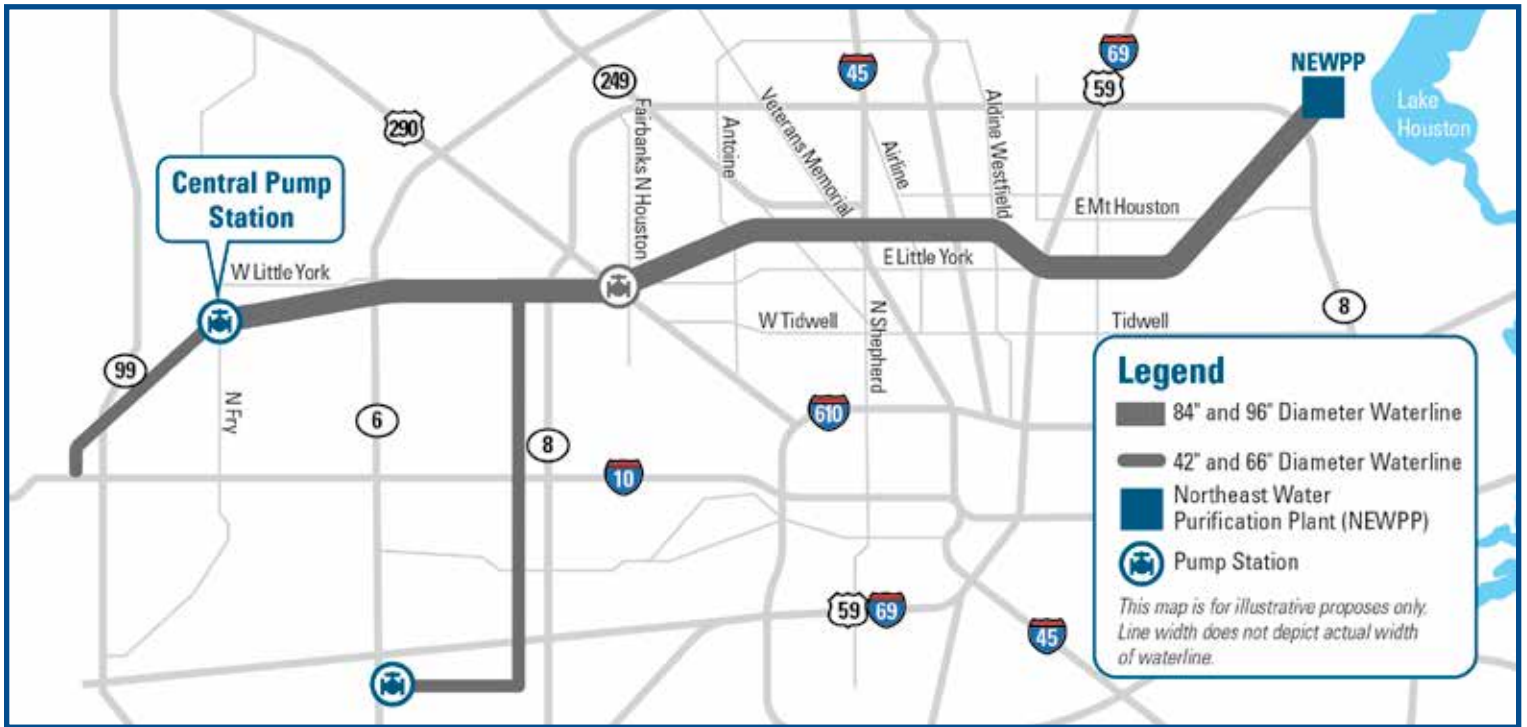 69
NEWPP
249
45
59
290
Fairbanks N Houston
Antoine
Veterans Memorial
Airline
Aldine Westfield
Lake
Houston
Central Pump
Station
E Mt Houston
W Little York
E Little York
8
W Tidwell
N Shepherd
Tidwell
99
N Fry
6
610
8
10
Legend
84" and 96" Diameter Waterline
42" and 66" Diameter Waterline
Northeast Water
Purification Plant (NEWPP)
Pump Station
This map is for illustrative proposes only.
Line width does not depict actual width
of waterline.
59
69
45